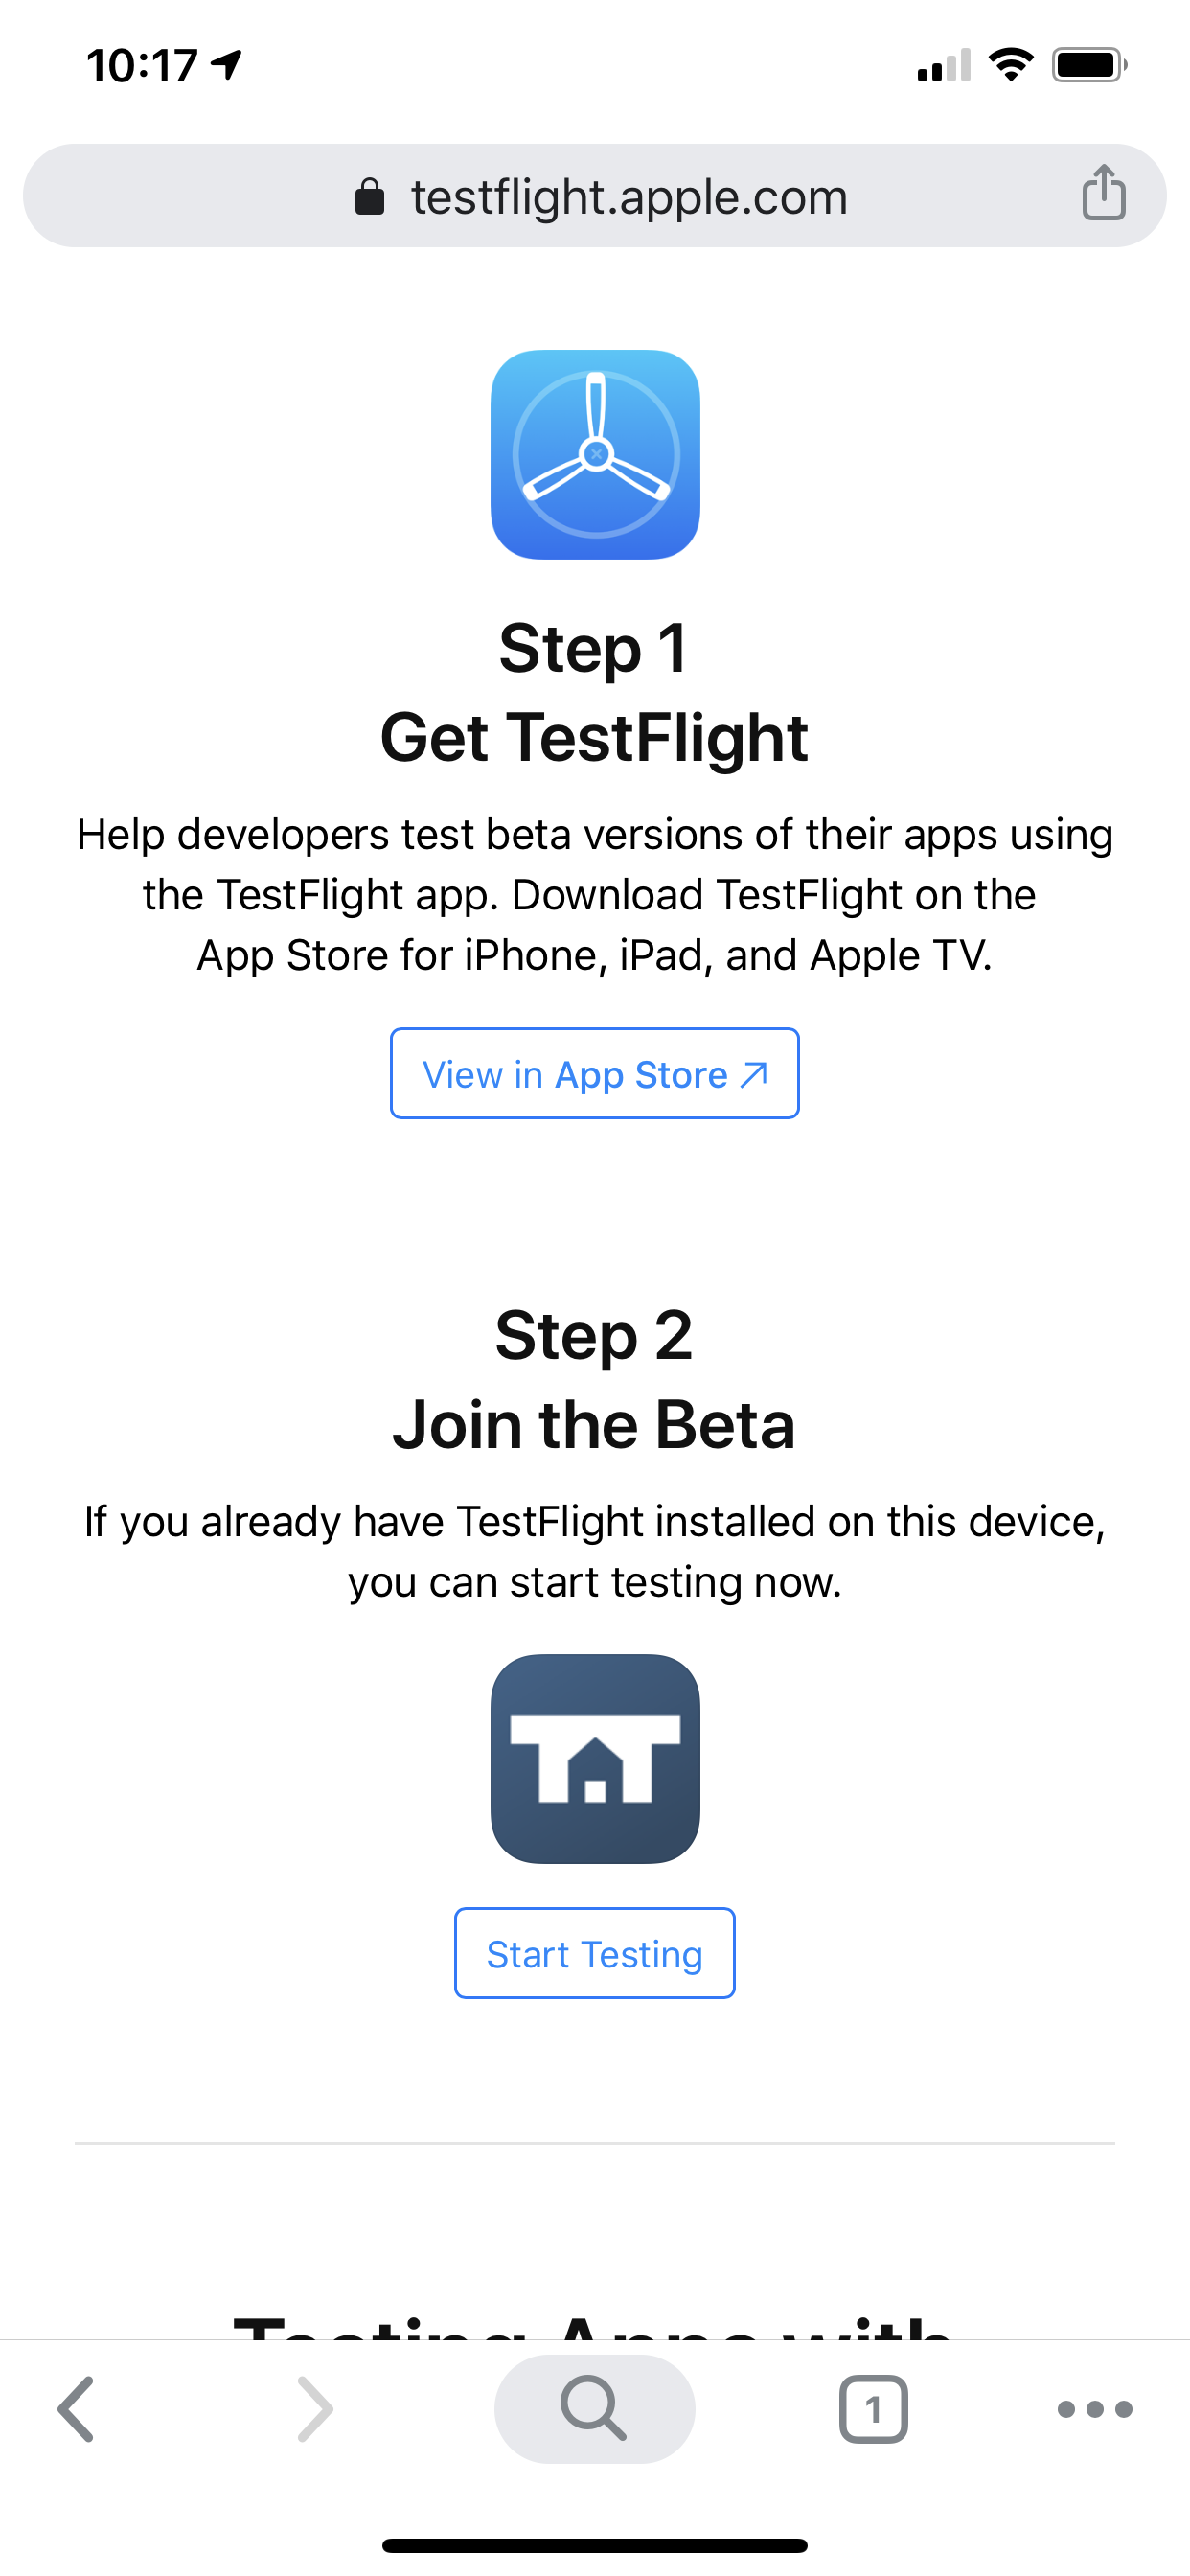 10:17
testflight.apple.com
Step 1
Get TestFlight
Help developers test beta versions of their apps using
the TestFlight app. Download TestFlight on the
App Store for iPhone, iPad, and Apple TV.
View in App Store
Step 2
Join the Beta
If you already have TestFlight installed on this device,
you can start testing now.
Start Testing
Testing Apps with
1